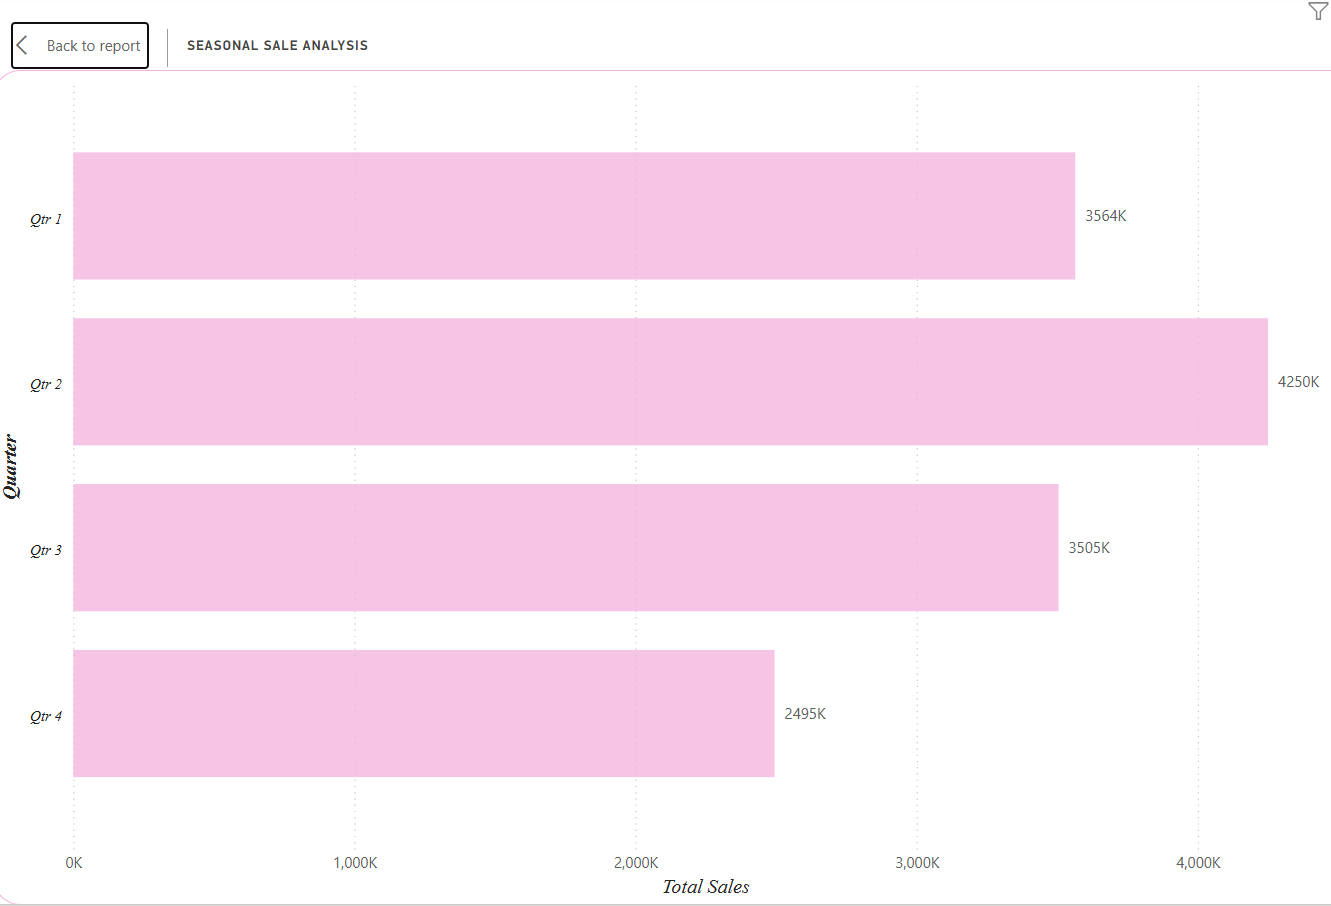 Back to report
SEASONAL SALE ANALYSIS
Qtr 1
3564K
Qtr 2
4250K
Quarter
Qtr 3
3505K
Qtr 4
2495K
0K 1,000K 2,000K 3,000K 4,000K
Total Sales